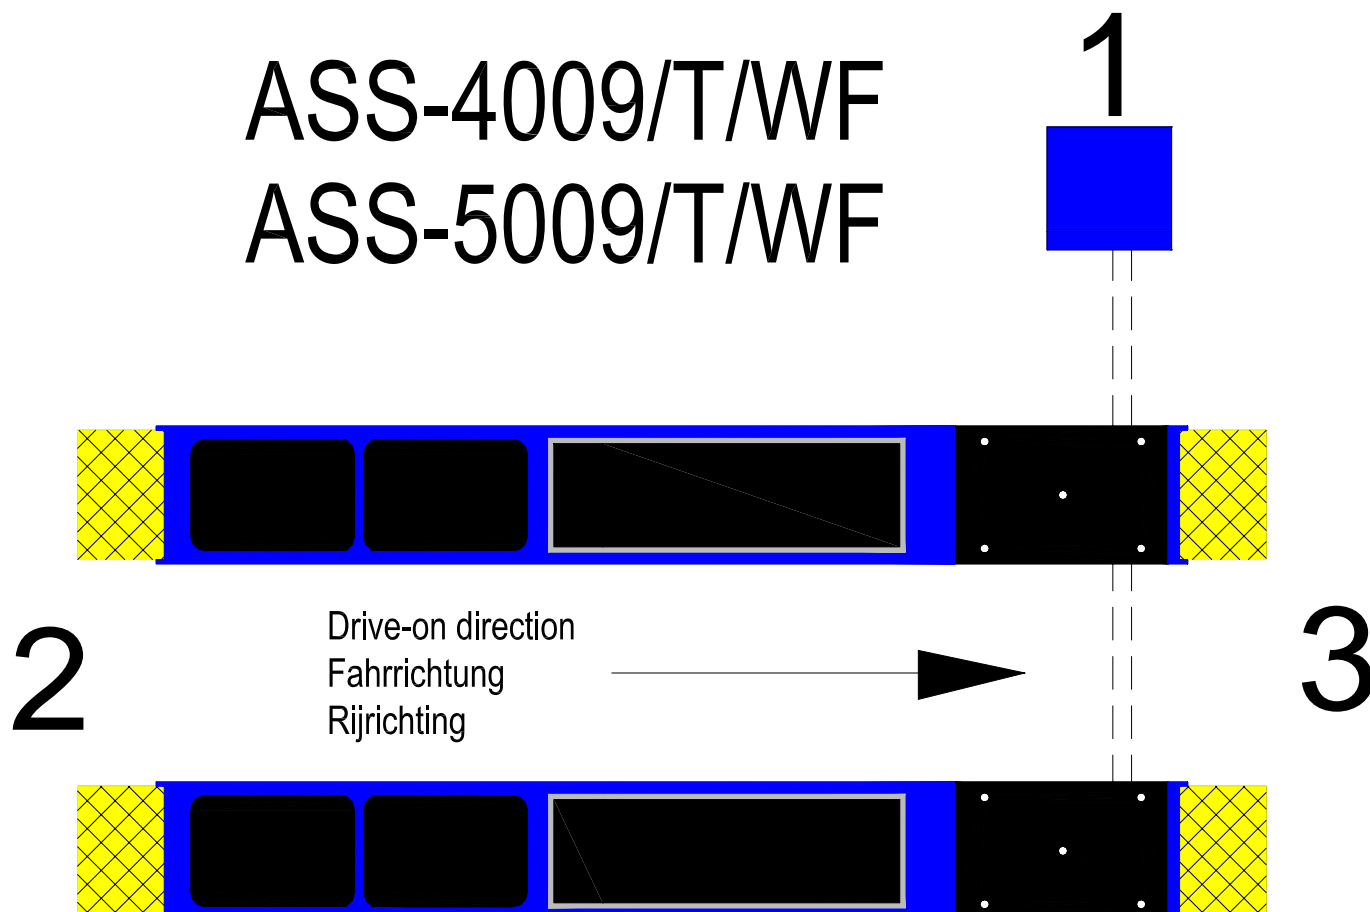 1
ASS-4009/T/WF
ASS-5009/T/WF
2
Drive-on direction
Fahrrichtung
Rijrichting
3